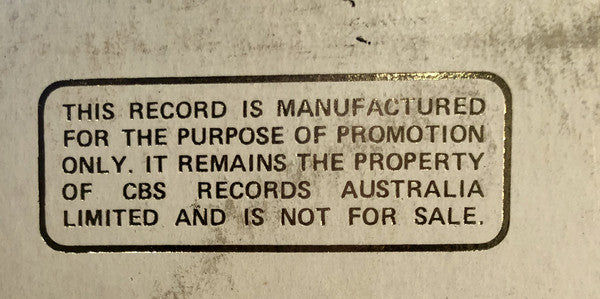 THIS RECORD IS MANUFACTURED
FOR THE PURPOSE OF PROMOTION
ONLY. IT REMAINS THE PROPERTY
OF CBS RECORDS AUSTRALIA
LIMITED AND IS NOT FOR SALE.